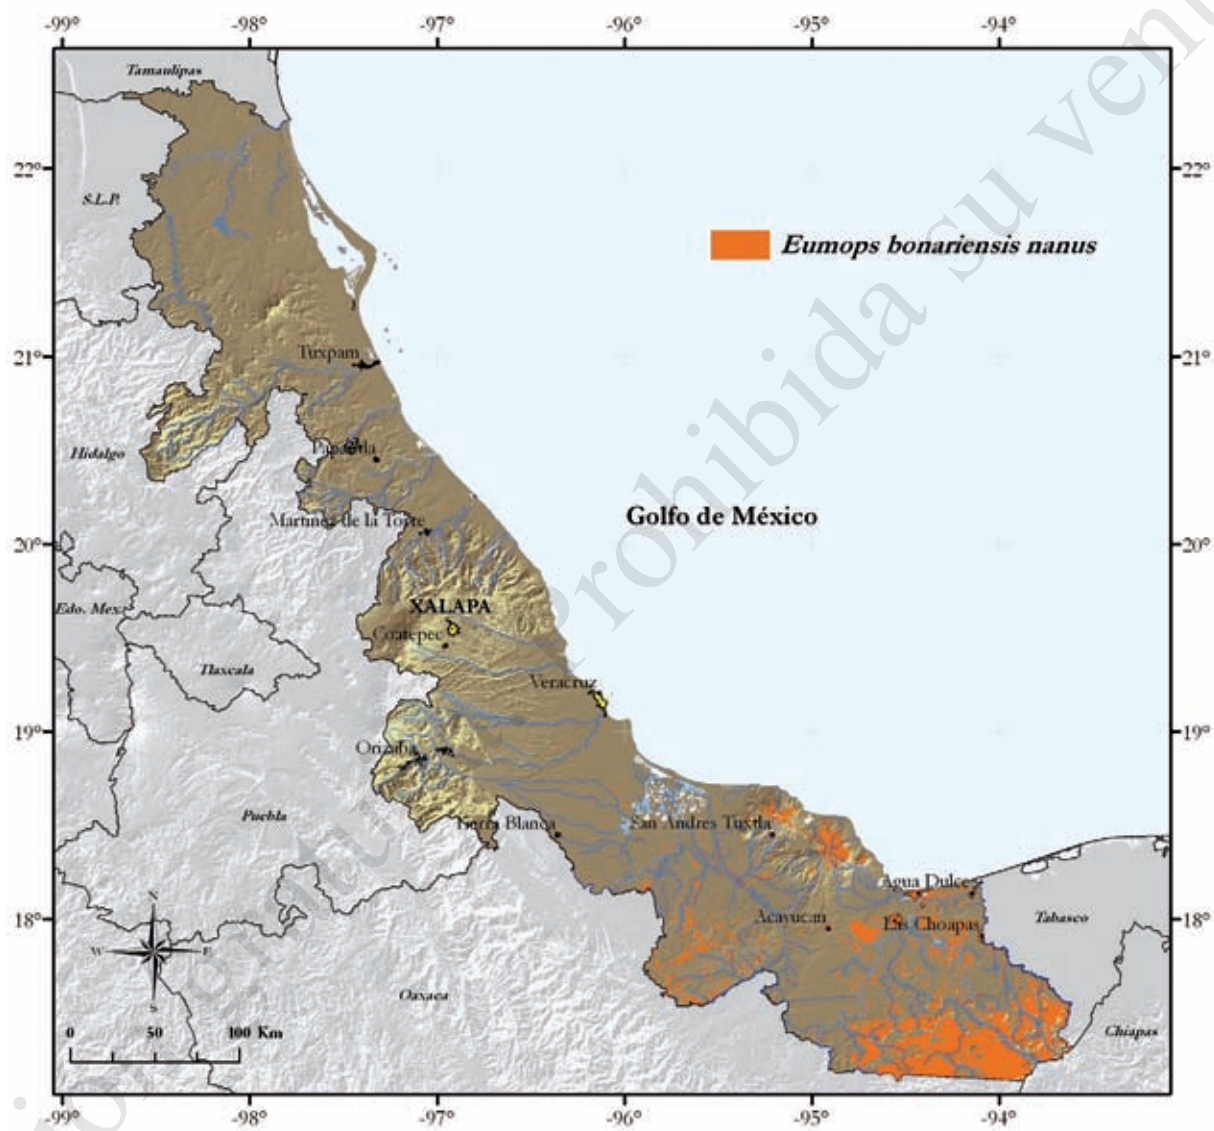 -99° -98° -97° -96° -95° -94°
Tamaulipas
22° 22°
S.L.P.
Eumops bonariensis nanus
21° 21°
Tuxpam
Hidalgo
Papantla
Golfo de México
Martinez de la Torre
20° 20°
Edo. Mex.
XALAPA
Coatepec
Tlaxcala
Veracruz
19° 19°
Orizaba
Puebla
Tierra Blanca
San Andres Tuxtla
Agua Dulce
18° 18°
Acayucan
Las Choapas
Tabasco
N
W E
S
Oaxaca
Chiapas
0 50 100 Km
-99° -98° -97° -96° -95° -94°
Prohibida su